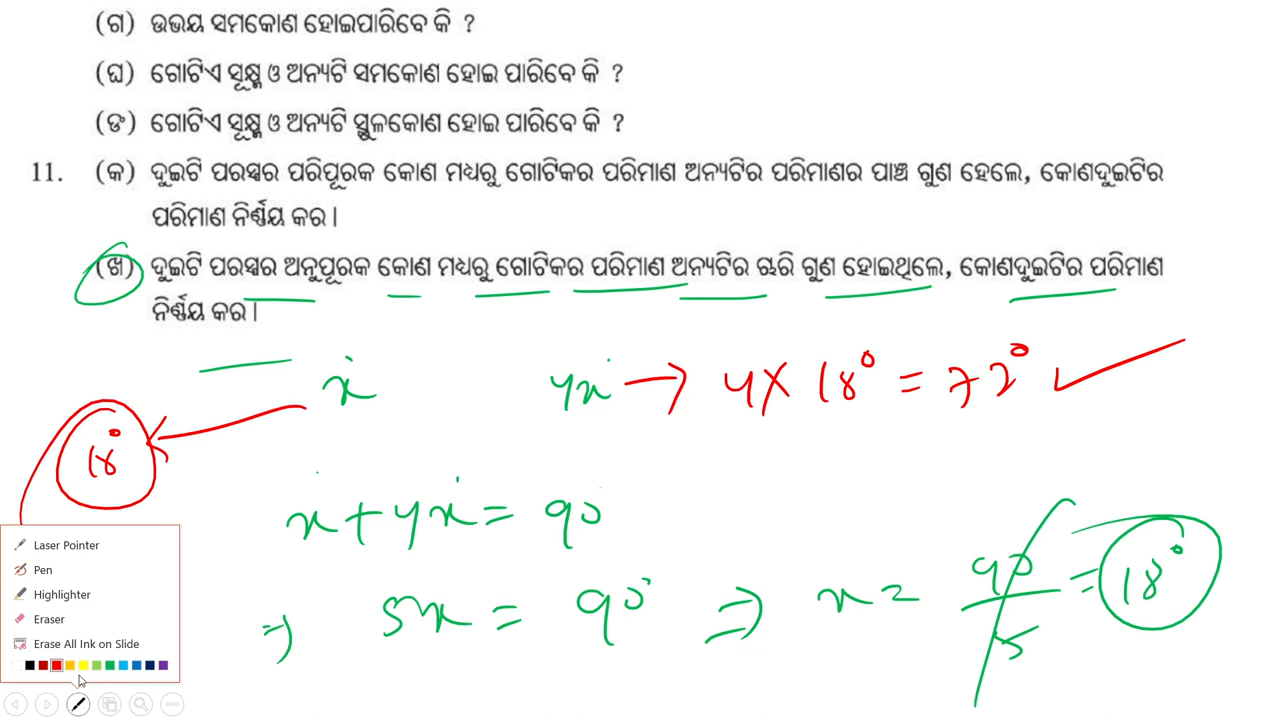 (ଗ) ଉଭୟ ସମକୋଣ ହୋଇପାରିବେ କି ?
(ଘ) ଗୋଟିଏ ସୂକ୍ଷ୍ମ ଓ ଅନ୍ୟଟି ସମକୋଣ ହୋଇ ପାରିବେ କି ?
(ଙ) ଗୋଟିଏ ସୂକ୍ଷ୍ମ ଓ ଅନ୍ୟଟି ସ୍ଥୁଳକୋଣ ହୋଇ ପାରିବେ କି ?
11. (କ) ଦୁଇଟି ପରସ୍ପର ପରିପୂରକ କୋଣ ମଧ୍ୟରୁ ଗୋଟିକର ପରିମାଣ ଅନ୍ୟଟିର ପରିମାଣର ପାଞ୍ଚ ଗୁଣ ହେଲେ, କୋଣଦୁଇଟିର
ପରିମାଣ ନିର୍ଣ୍ଣୟ କର।
(ଖ) ଦୁଇଟି ପରସ୍ପର ଅନୁପୂରକ କୋଣ ମଧ୍ୟରୁ ଗୋଟିକର ପରିମାଣ ଅନ୍ୟଟିର ଋରି ଗୁଣ ହୋଇଥିଲେ, କୋଣଦୁଇଟିର ପରିମାଣ
ନିର୍ଣ୍ଣୟ କର।
x 4x → 4 X 18° = 72°
18°
x + 4x = 90
⇒ 5x = 90° ⇒ x = 90/5 = 18°
Laser Pointer
Pen
Highlighter
Eraser
Erase All Ink on Slide